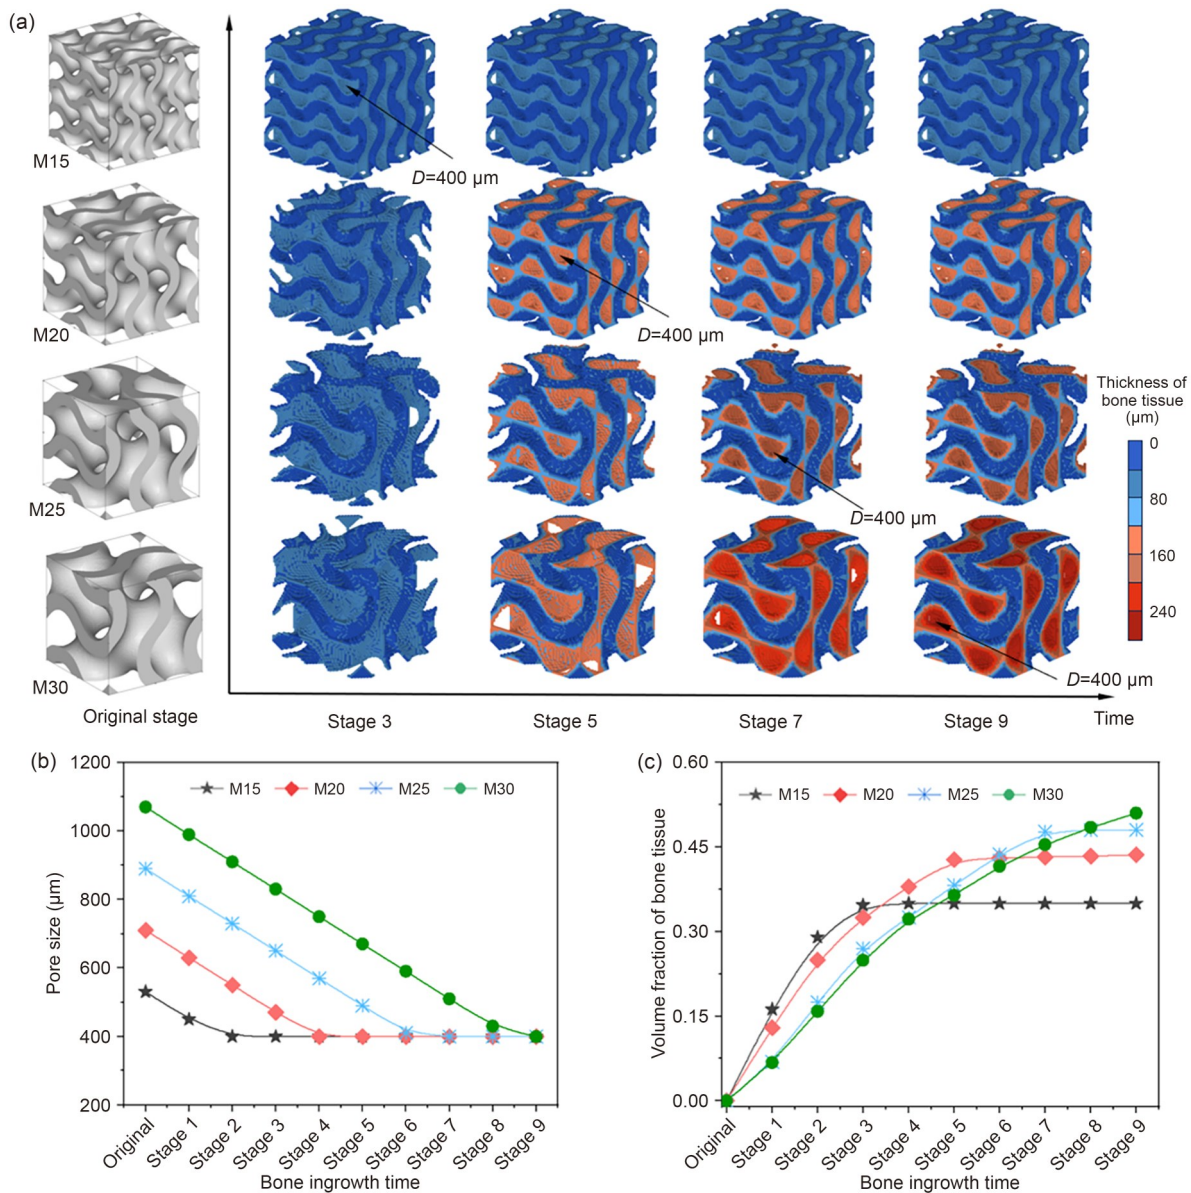 (a)
M15
D=400 μm
M20
D=400 μm
M25
D=400 μm
M30
D=400 μm
Thickness of
bone tissue
(μm)
0
80
160
240
Original stage
Stage 3
Stage 5
Stage 7
Stage 9
Time
(b)
1200
1000
800
600
400
200
Pore size (μm)
M15
M20
M25
M30
Original
Stage 1
Stage 2
Stage 3
Stage 4
Stage 5
Stage 6
Stage 7
Stage 8
Stage 9
Bone ingrowth time
(c)
0.60
0.45
0.30
0.15
0.00
Volume fraction of bone tissue
M15
M20
M25
M30
Original
Stage 1
Stage 2
Stage 3
Stage 4
Stage 5
Stage 6
Stage 7
Stage 8
Stage 9
Bone ingrowth time